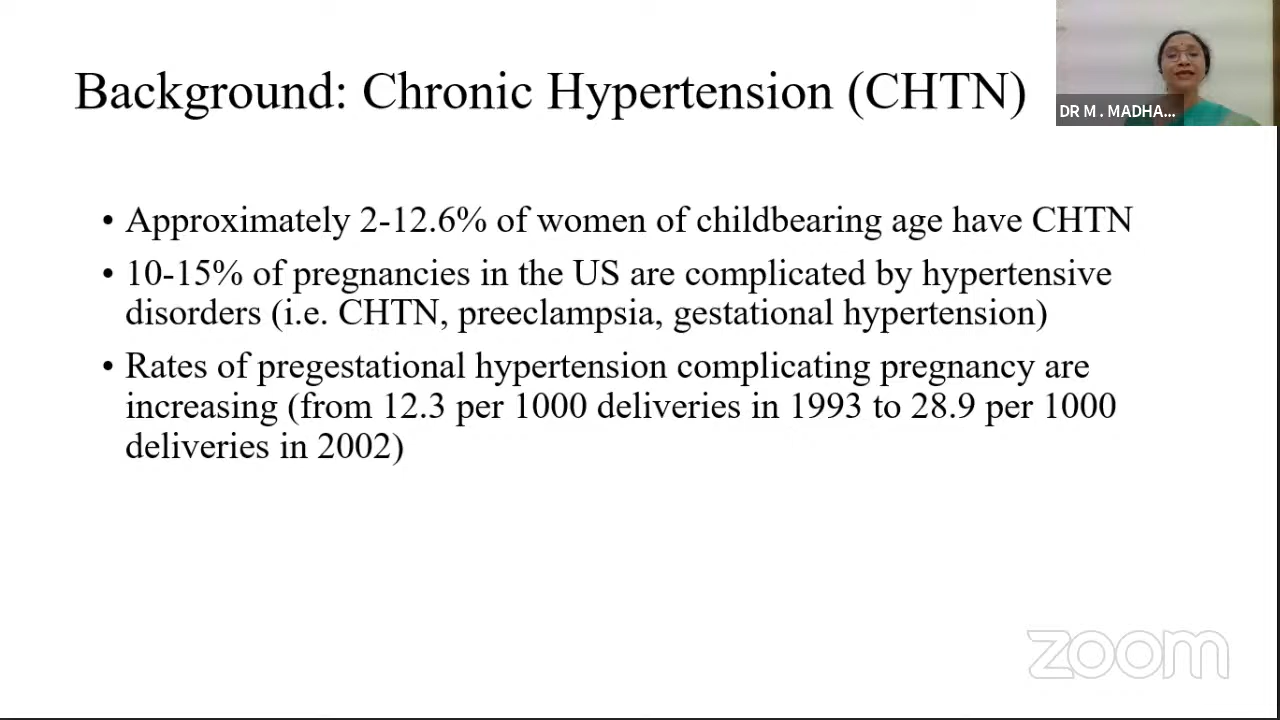 Background: Chronic Hypertension (CHTN)
DR M . MADHA...
• Approximately 2-12.6% of women of childbearing age have CHTN
• 10-15% of pregnancies in the US are complicated by hypertensive
disorders (i.e. CHTN, preeclampsia, gestational hypertension)
• Rates of pregestational hypertension complicating pregnancy are
increasing (from 12.3 per 1000 deliveries in 1993 to 28.9 per 1000
deliveries in 2002)
zoom